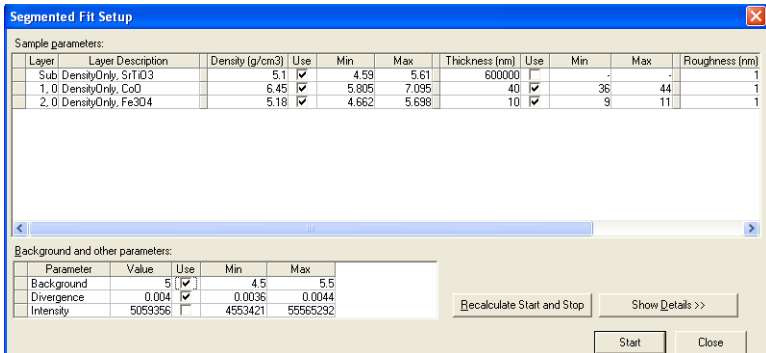 Segmented Fit Setup
Sample parameters:
Layer Layer Description Density (g/cm3) Use Min Max Thickness (nm) Use Min Max Roughness (nm)
Sub DensityOnly, SrTiO3 5.1 4.59 5.61 600000 - - 1
1, 0 DensityOnly, CoO 6.45 5.805 7.095 40 36 44 1
2, 0 DensityOnly, Fe3O4 5.18 4.662 5.698 10 9 11 1
Background and other parameters:
Parameter Value Use Min Max
Background 5 4.5 5.5
Divergence 0.004 0.0036 0.0044
Intensity 5059356 4553421 55565292
Recalculate Start and Stop Show Details >>
Start Close